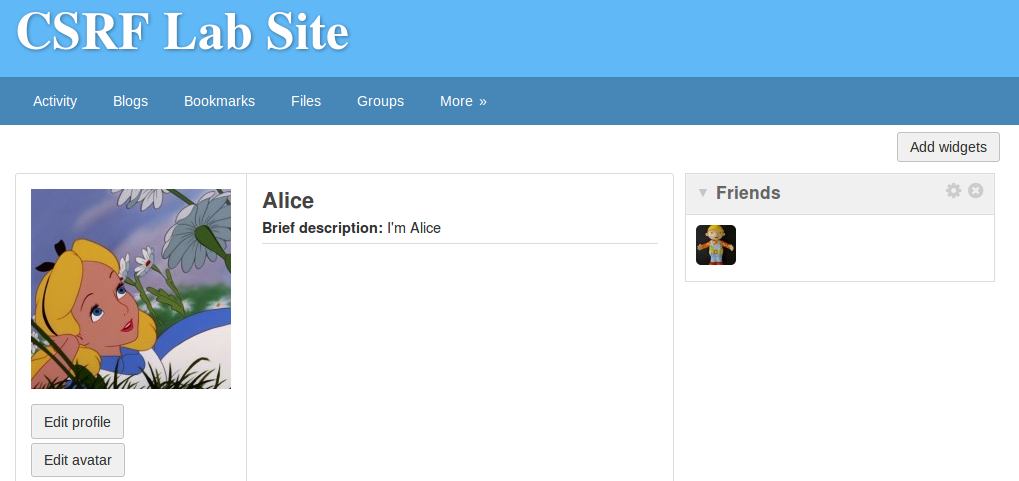 CSRF Lab Site
Activity Blogs Bookmarks Files Groups More »
Add widgets
Alice
Brief description: I'm Alice
Friends
Edit profile
Edit avatar